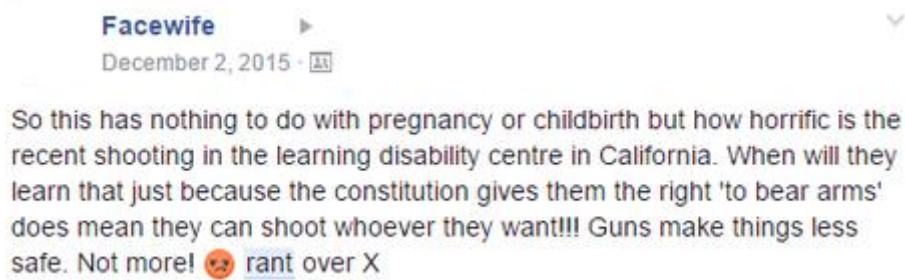 Facewife
December 2, 2015 ·
So this has nothing to do with pregnancy or childbirth but how horrific is the
recent shooting in the learning disability centre in California. When will they
learn that just because the constitution gives them the right 'to bear arms'
does mean they can shoot whoever they want!!! Guns make things less
safe. Not more! 😡 rant over X